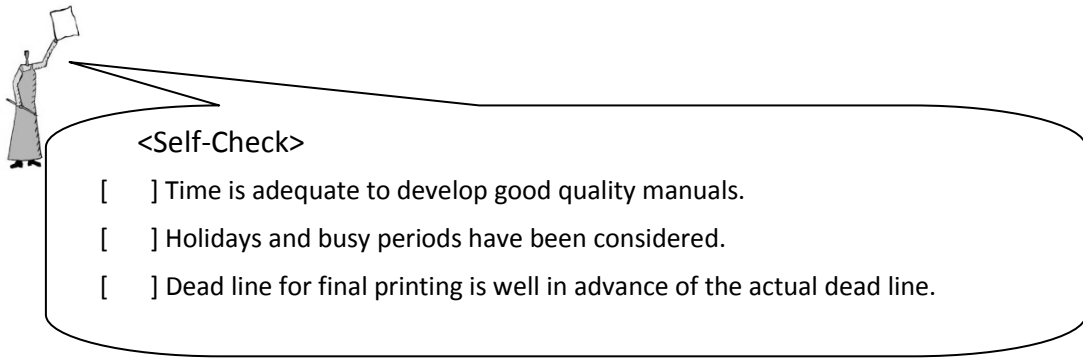 <Self-Check>
[ ] Time is adequate to develop good quality manuals.
[ ] Holidays and busy periods have been considered.
[ ] Dead line for final printing is well in advance of the actual dead line.